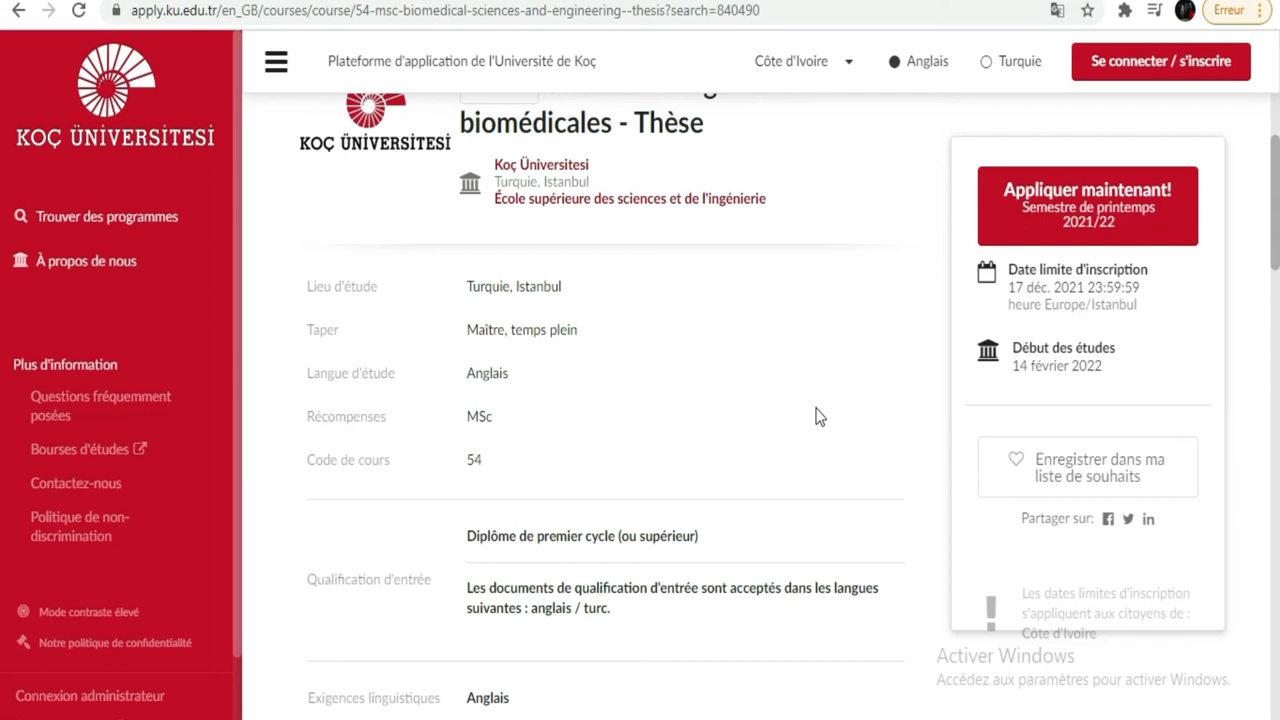 apply.ku.edu.tr/en_GB/courses/course/54-msc-biomedical-sciences-and-engineering--thesis?search=840490
Erreur
KOÇ ÜNIVERSITESI
Trouver des programmes
À propos de nous
Plus d'information
Questions fréquemment
posées
Bourses d'études
Contactez-nous
Politique de non-
discrimination
Mode contraste élevé
Notre politique de confidentialité
Connexion administrateur
Plateforme d'application de l'Université de Koç
Côte d'Ivoire
Anglais
Turquie
Se connecter / s'inscrire
KOÇ ÜNIVERSITESI
biomédicales - Thèse
Koç Üniversitesi
Turquie, Istanbul
École supérieure des sciences et de l'ingénierie
Lieu d'étude Turquie, Istanbul
Taper Maître, temps plein
Langue d'étude Anglais
Récompenses MSc
Code de cours 54
Diplôme de premier cycle (ou supérieur)
Qualification d'entrée
Les documents de qualification d'entrée sont acceptés dans les langues
suivantes : anglais / turc.
Exigences linguistiques Anglais
Appliquer maintenant!
Semestre de printemps
2021/22
Date limite d'inscription
17 déc. 2021 23:59:59
heure Europe/Istanbul
Début des études
14 février 2022
Enregistrer dans ma
liste de souhaits
Partager sur:
Les dates limites d'inscription
s'appliquent aux citoyens de :
Côte d'Ivoire
Activer Windows
Accédez aux paramètres pour activer Windows.